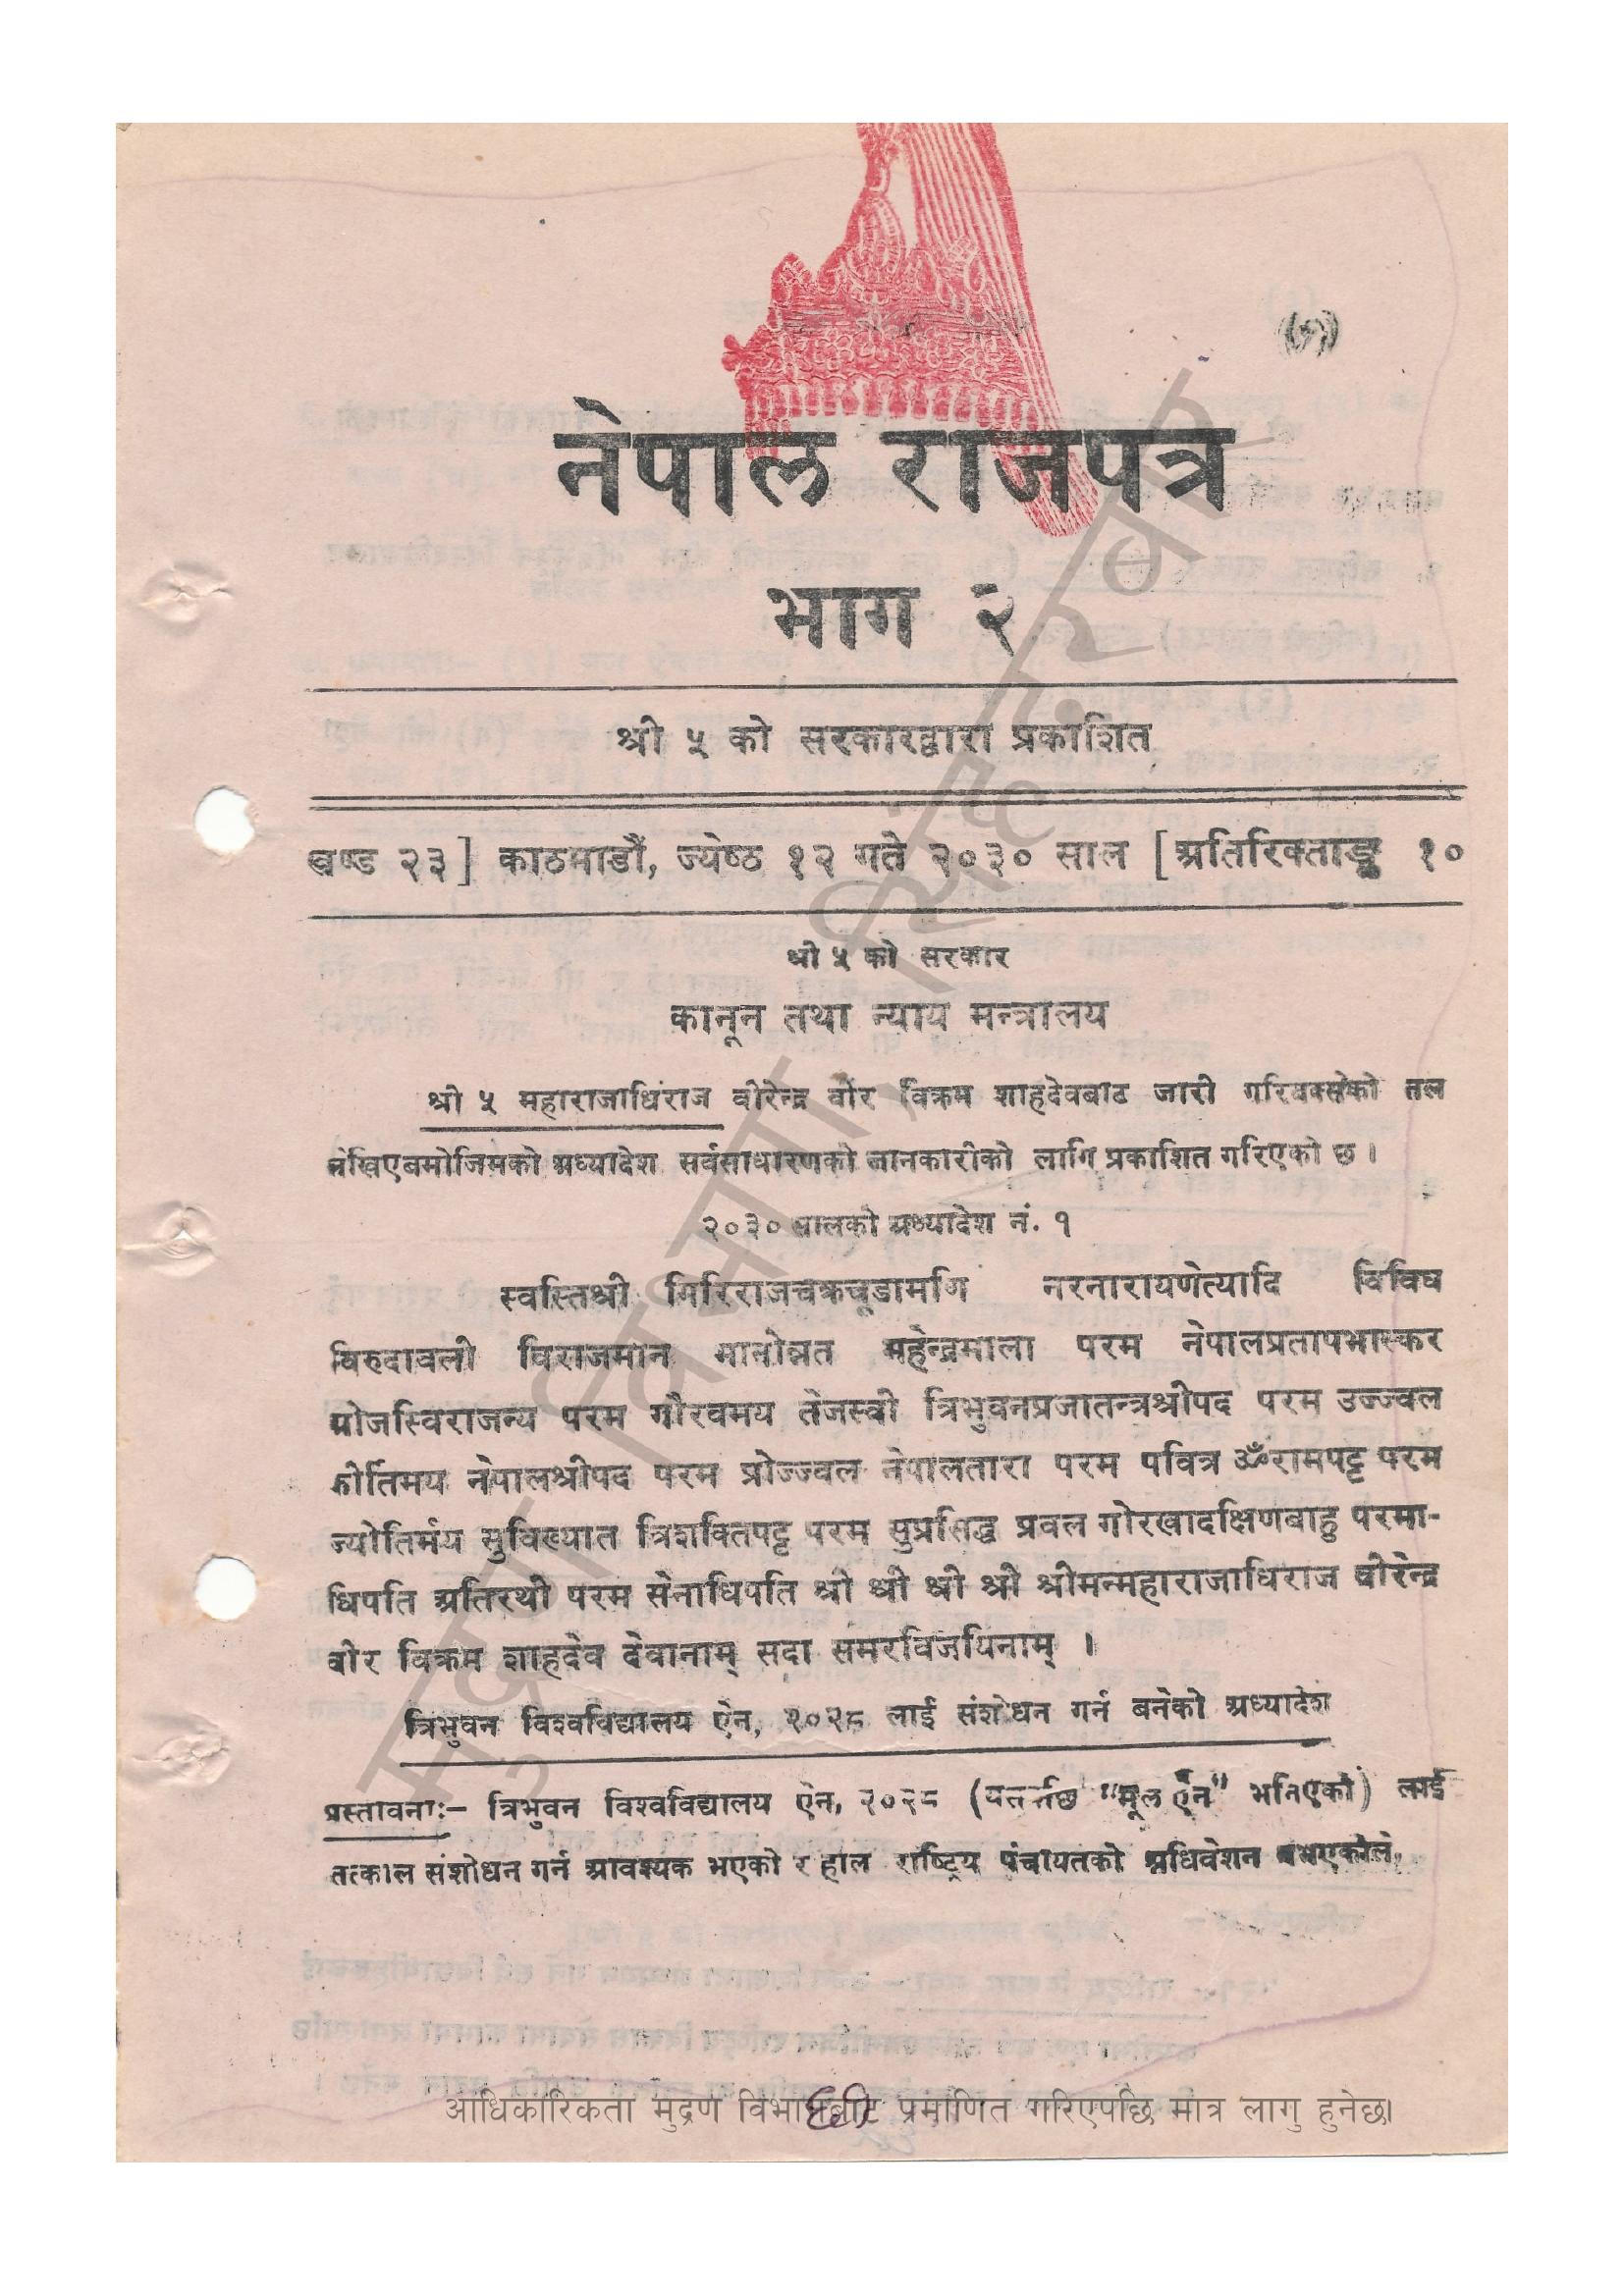 नेपाल राजपत्र
भाग २
श्री ५ को सरकारद्वारा प्रकाशित
खण्ड २३] काठमाडौं, ज्येष्ठ १२ गते २०३० साल [अतिरिक्ताङ्क १०
श्री ५ को सरकार
कानून तथा न्याय मन्त्रालय
श्री ५ महाराजाधिराज वीरेन्द्र वीर विक्रम शाहदेवबाट जारी गरिबक्सेको तल
लेखिएबमोजिमको अध्यादेश सर्वसाधारणको जानकारीको लागि प्रकाशित गरिएको छ ।
२०३० सालको अध्यादेश नं. १
स्वस्तिश्री गिरिराजचक्रचूडामणि नरनारायणेत्यादि विविध
विरुदावली विराजमान मानोन्नत महेन्द्रमाला परम नेपालप्रतापभास्कर
ओजस्विराजन्य परम गौरवमय तेजस्वी त्रिभुवनप्रजातन्त्रश्रीपद परम उज्ज्वल
कीर्तिमय नेपालश्रीपद परम प्रोज्ज्वल नेपालतारा परम पवित्र ॐरामपट्ट परम
ज्योतिर्मय सुविख्यात त्रिशक्तिपट्ट परम सुप्रसिद्ध प्रवल गोरखादक्षिणबाहु परमा-
धिपति अतिरथी परम सेनाधिपति श्री श्री श्री श्री श्रीमन्महाराजाधिराज वीरेन्द्र
वीर विक्रम शाहदेव देवानाम् सदा समरविजयिनाम् ।
त्रिभुवन विश्वविद्यालय ऐन, २०२८ लाई संशोधन गर्न बनेको अध्यादेश
प्रस्तावनाः– त्रिभुवन विश्वविद्यालय ऐन, २०२८ (यसपछि "मूल ऐन" भनिएको) लाई
तत्काल संशोधन गर्न आवश्यक भएको र हाल राष्ट्रिय पंचायतको अधिवेशन नभएकोले,
मुद्रण विभाग, सिंहदरबार
आधिकारिकता मुद्रण विभागबाट प्रमाणित गरिएपछि मात्र लागु हुनेछ।